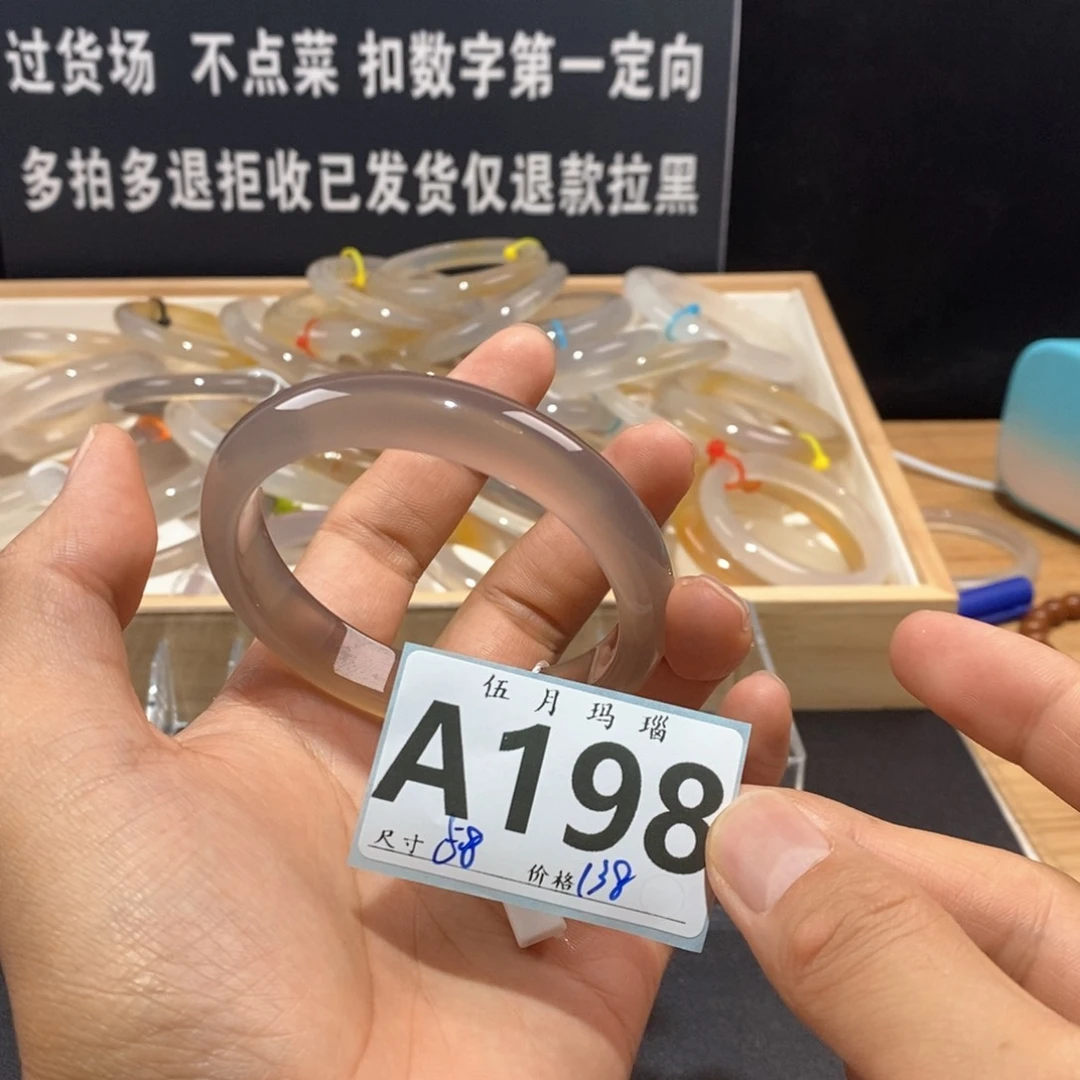 过货场 不点菜 扣数字第一定向
多拍多退拒收已发货仅退款拉黑
伍月玛瑙
A198
尺寸 58 价格 138